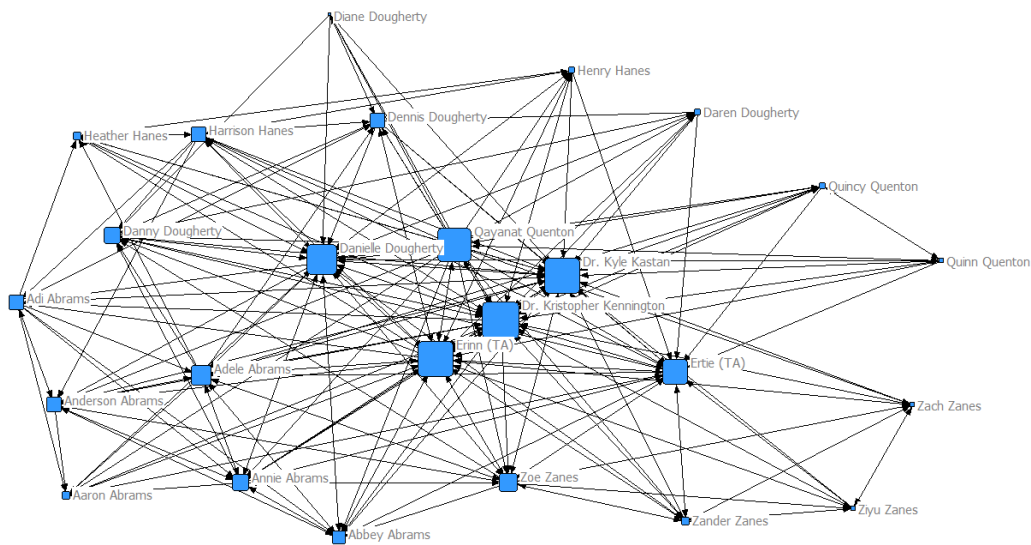 Diane Dougherty
Henry Hanes
Daren Dougherty
Dennis Dougherty
Heather Hanes
Harrison Hanes
Quincy Quenton
Danny Dougherty
Qayanat Quenton
Danielle Dougherty
Dr. Kyle Kastan
Quinn Quenton
Adi Abrams
Dr. Kristopher Kennington
Erinn (TA)
Ertie (TA)
Adele Abrams
Anderson Abrams
Zach Zanes
Annie Abrams
Zoe Zanes
Aaron Abrams
Ziyu Zanes
Zander Zanes
Abbey Abrams